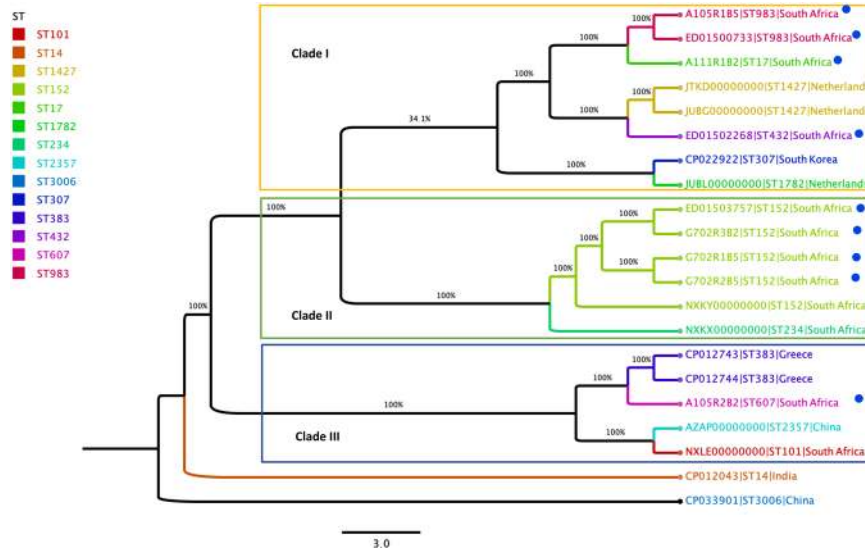 ST
ST101
ST14
ST1427
ST152
ST17
ST1782
ST234
ST2357
ST3006
ST307
ST383
ST432
ST607
ST983
Clade I
100%
A105R1B5|ST983|South Africa
100%
ED01500733|ST983|South Africa
100%
A111R1B2|ST17|South Africa
34.1%
100%
JTKD00000000|ST1427|Netherland
100%
JUBG00000000|ST1427|Netherland
ED01502268|ST432|South Africa
100%
CP022922|ST307|South Korea
JUBL00000000|ST1782|Netherland
100%
100%
ED01503757|ST152|South Africa
100%
G702R3B2|ST152|South Africa
100%
100%
G702R1B5|ST152|South Africa
G702R2B5|ST152|South Africa
100%
Clade II
NXKY00000000|ST152|South Africa
100%
NXKX00000000|ST234|South Africa
100%
CP012743|ST383|Greece
100%
CP012744|ST383|Greece
A105R2B2|ST607|South Africa
100%
Clade III
100%
AZAP00000000|ST2357|China
NXLE00000000|ST101|South Africa
CP012043|ST14|India
CP033901|ST3006|China
3.0